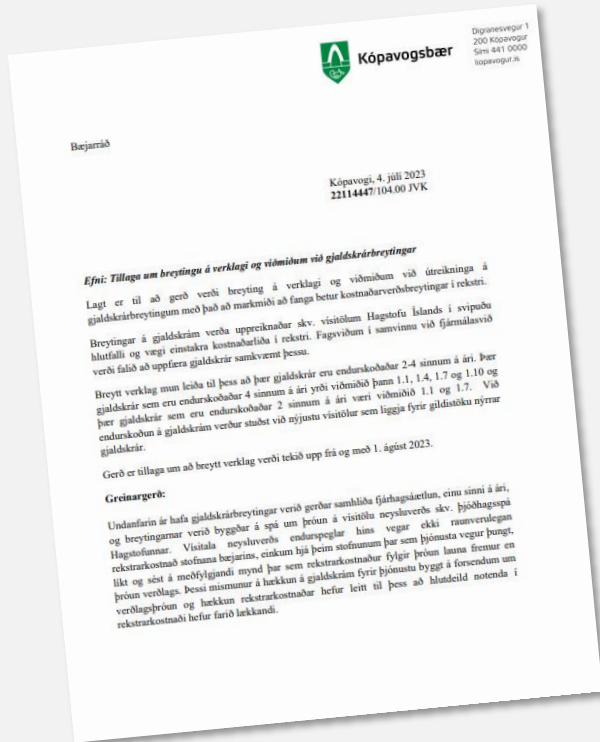 Kópavogsbær
Digranesvegur 1
200 Kópavogur
Sími 441 0000
kopavogur.is
Bæjarráð
Kópavogi, 4. júlí 2023
22114447/104.00 JVK
Efni: Tillaga um breytingu á verklagi og viðmiðum við gjaldskrárbreytingar
Lagt er til að gerð verði breyting á verklagi og viðmiðum við útreikninga á
gjaldskrárbreytingum með það að markmiði að fanga betur kostnaðarverðsbreytingar í rekstri.
Breytingar á gjaldskrám verða uppreiknaðar skv. vísitölum Hagstofu Íslands í svipuðu
hlutfalli og vægi einstakra kostnaðarliða í rekstri. Fagsviðum í samvinnu við fjármálasvið
verði falið að uppfæra gjaldskrár samkvæmt þessu.
Breytt verklag mun leiða til þess að þær gjaldskrár eru endurskoðaðar 2-4 sinnum á ári. Þær
gjaldskrár sem eru endurskoðaðar 4 sinnum á ári yrði viðmiðið þann 1.1, 1.4, 1.7 og 1.10 og
þær gjaldskrár sem eru endurskoðaðar 2 sinnum á ári væri viðmiðið 1.1 og 1.7. Við
endurskoðun á gjaldskrám verður stuðst við nýjustu vísitölur sem liggja fyrir gildistöku nýrrar
gjaldskrár.
Gerð er tillaga um að breytt verklag verði tekið upp frá og með 1. ágúst 2023.
Greinargerð:
Undanfarin ár hafa gjaldskrárbreytingar verið gerðar samhliða fjárhagsáætlun, einu sinni á ári,
og breytingarnar verið byggðar á spá um þróun á vísitölu neysluverðs skv. þjóðhagsspá
Hagstofunnar. Vísitala neysluverðs endurspeglar hins vegar ekki raunverulegan
rekstrarkostnað stofnana bæjarins, einkum hjá þeim stofnunum þar sem þjónusta vegur þungt,
líkt og sést á meðfylgjandi mynd þar sem rekstrarkostnaður fylgir þróun launa fremur en
þróun verðlags. Þessi mismunur á hækkun á gjaldskrám fyrir þjónustu byggt á forsendum um
verðlagsþróun og hækkun rekstrarkostnaðar hefur leitt til þess að hlutdeild notenda í
rekstrarkostnaði hefur farið lækkandi.